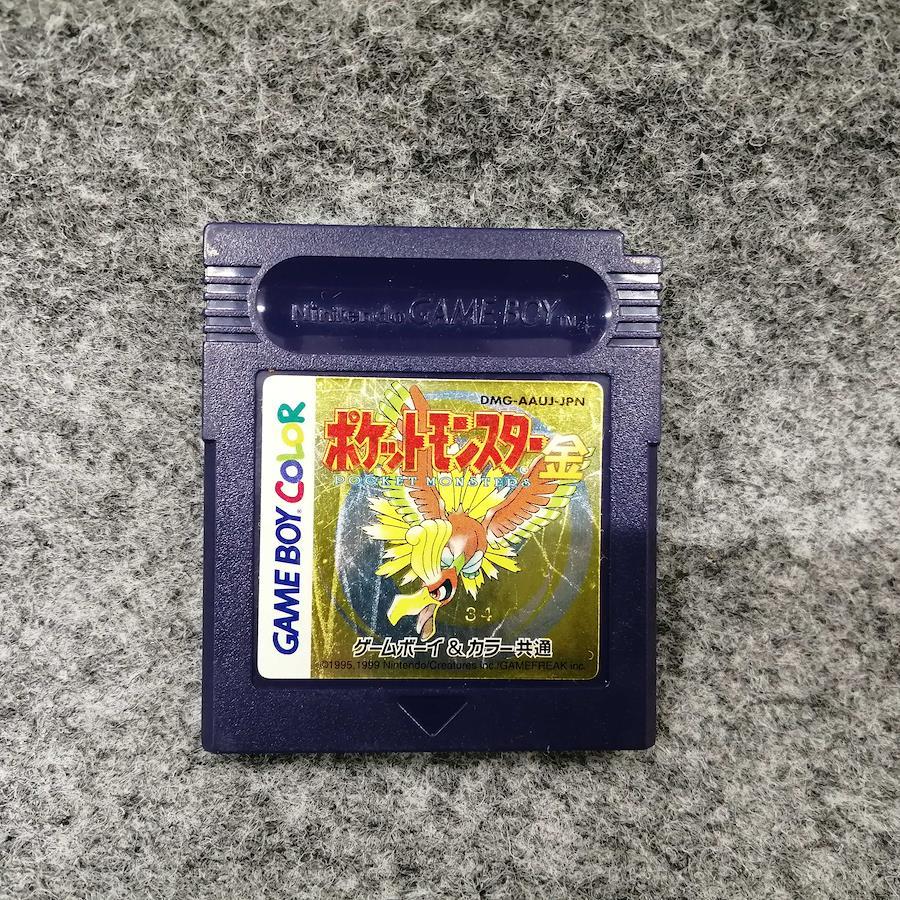 Nintendo GAME BOY TM
GAME BOY COLOR
DMG-AAUJ-JPN
ポケットモンスター金
POCKET MONSTERS
34
ゲームボーイ&カラー共通
©1995,1999 Nintendo/Creatures inc./GAMEFREAK inc.